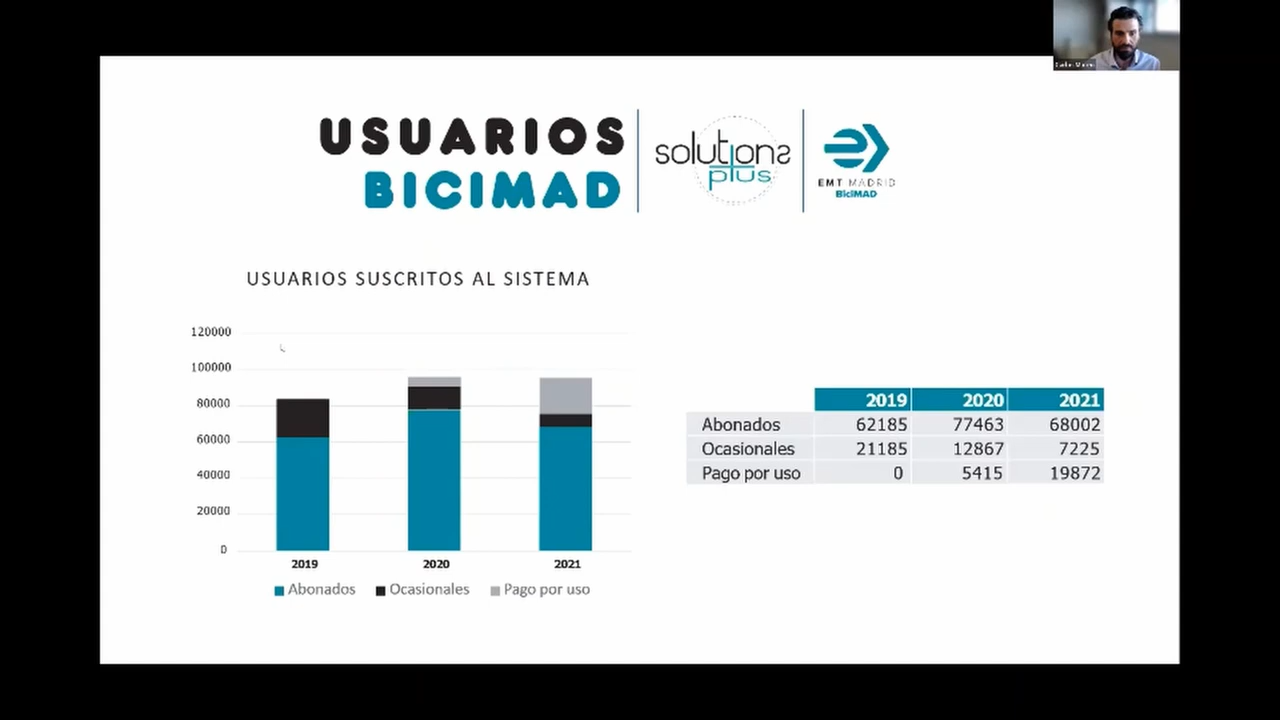 USUARIOS
BICIMAD
solutions
plus
EMT MADRID
BiciMAD
USUARIOS SUSCRITOS AL SISTEMA
120000
100000
80000
60000
40000
20000
0
2019 2020 2021
Abonados Ocasionales Pago por uso
2019 2020 2021
Abonados 62185 77463 68002
Ocasionales 21185 12867 7225
Pago por uso 0 5415 19872